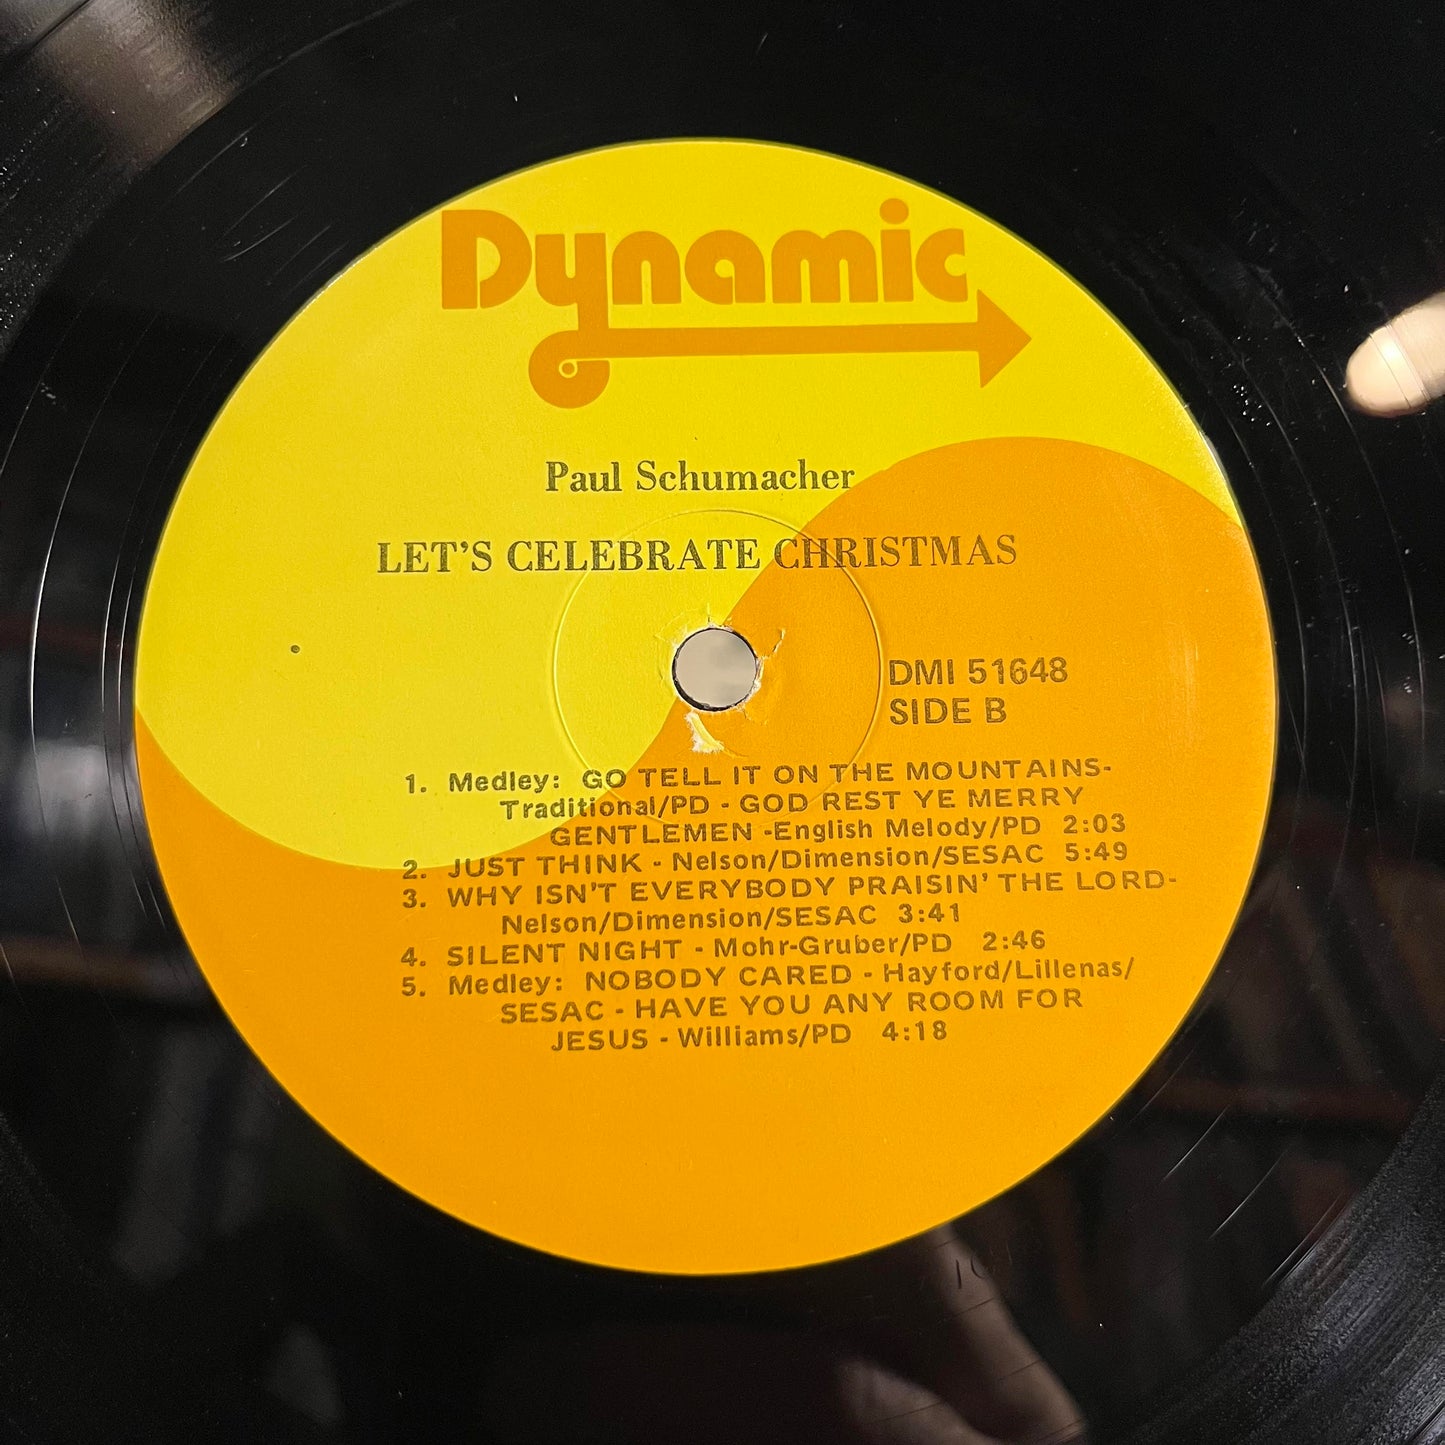 Dynamic
Paul Schumacher
LET'S CELEBRATE CHRISTMAS
DMI 51648
SIDE B
1. Medley: GO TELL IT ON THE MOUNTAINS-
Traditional/PD - GOD REST YE MERRY
GENTLEMEN -English Melody/PD 2:03
2. JUST THINK - Nelson/Dimension/SESAC 5:49
3. WHY ISN'T EVERYBODY PRAISIN' THE LORD-
Nelson/Dimension/SESAC 3:41
4. SILENT NIGHT - Mohr-Gruber/PD 2:46
5. Medley: NOBODY CARED - Hayford/Lillenas/
SESAC - HAVE YOU ANY ROOM FOR
JESUS - Williams/PD 4:18